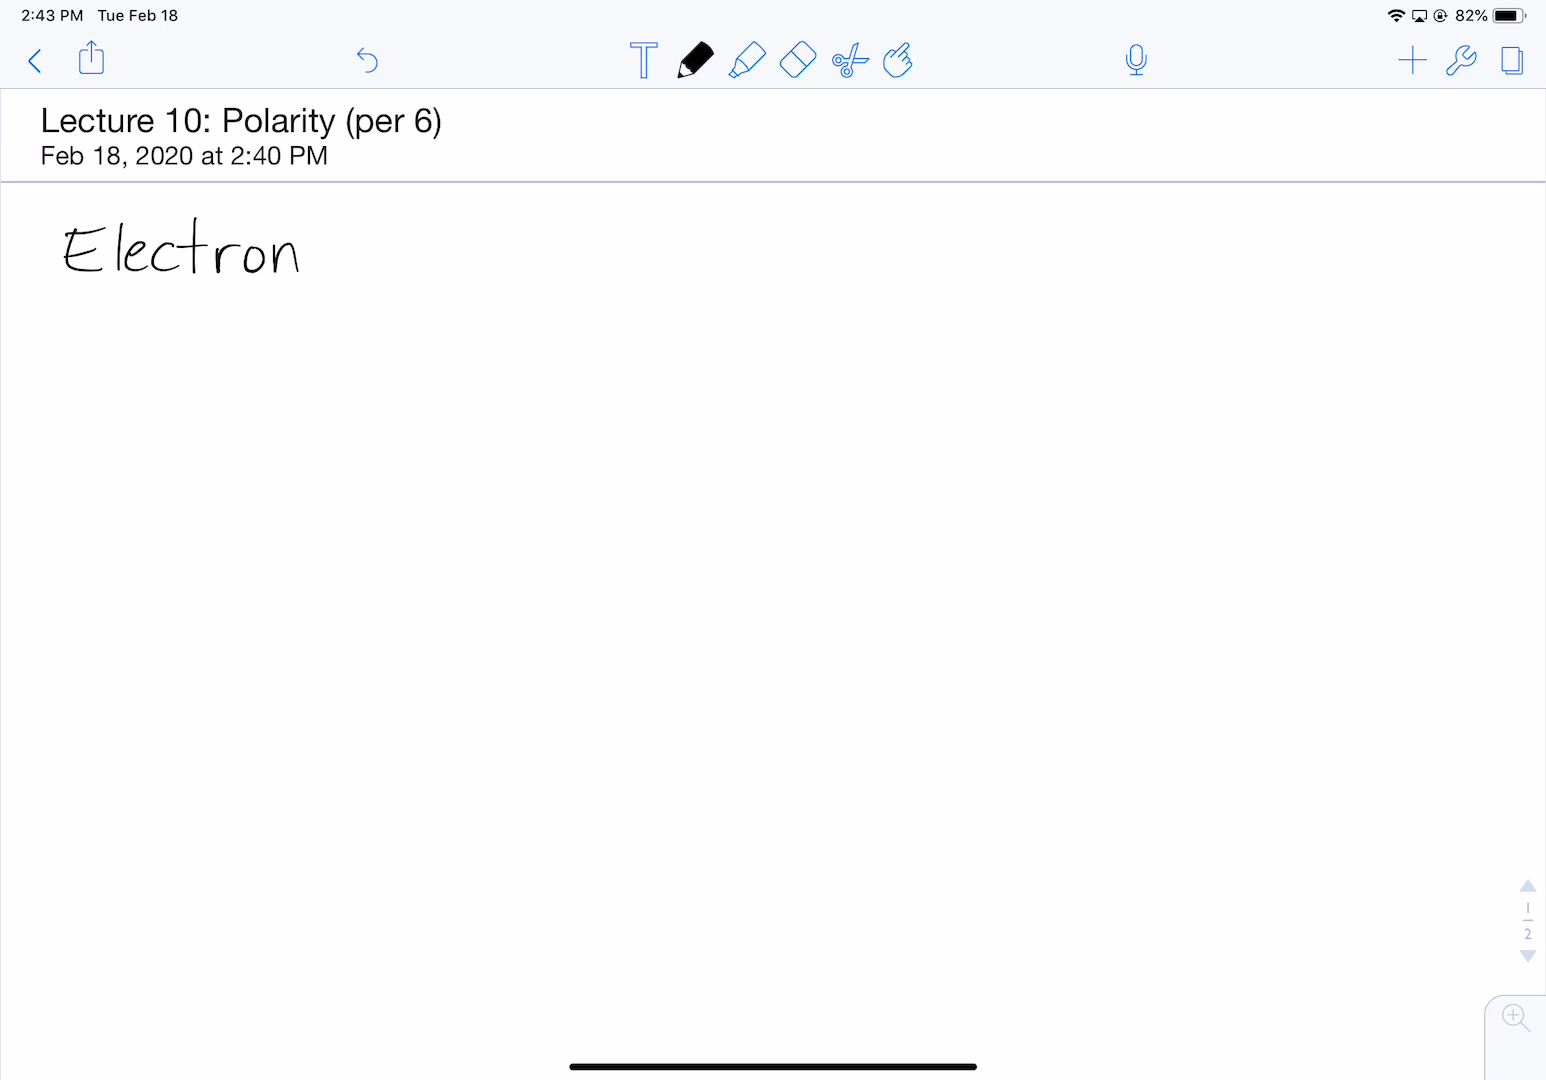 2:43 PM Tue Feb 18
82%
T
Lecture 10: Polarity (per 6)
Feb 18, 2020 at 2:40 PM
Electron
1
2